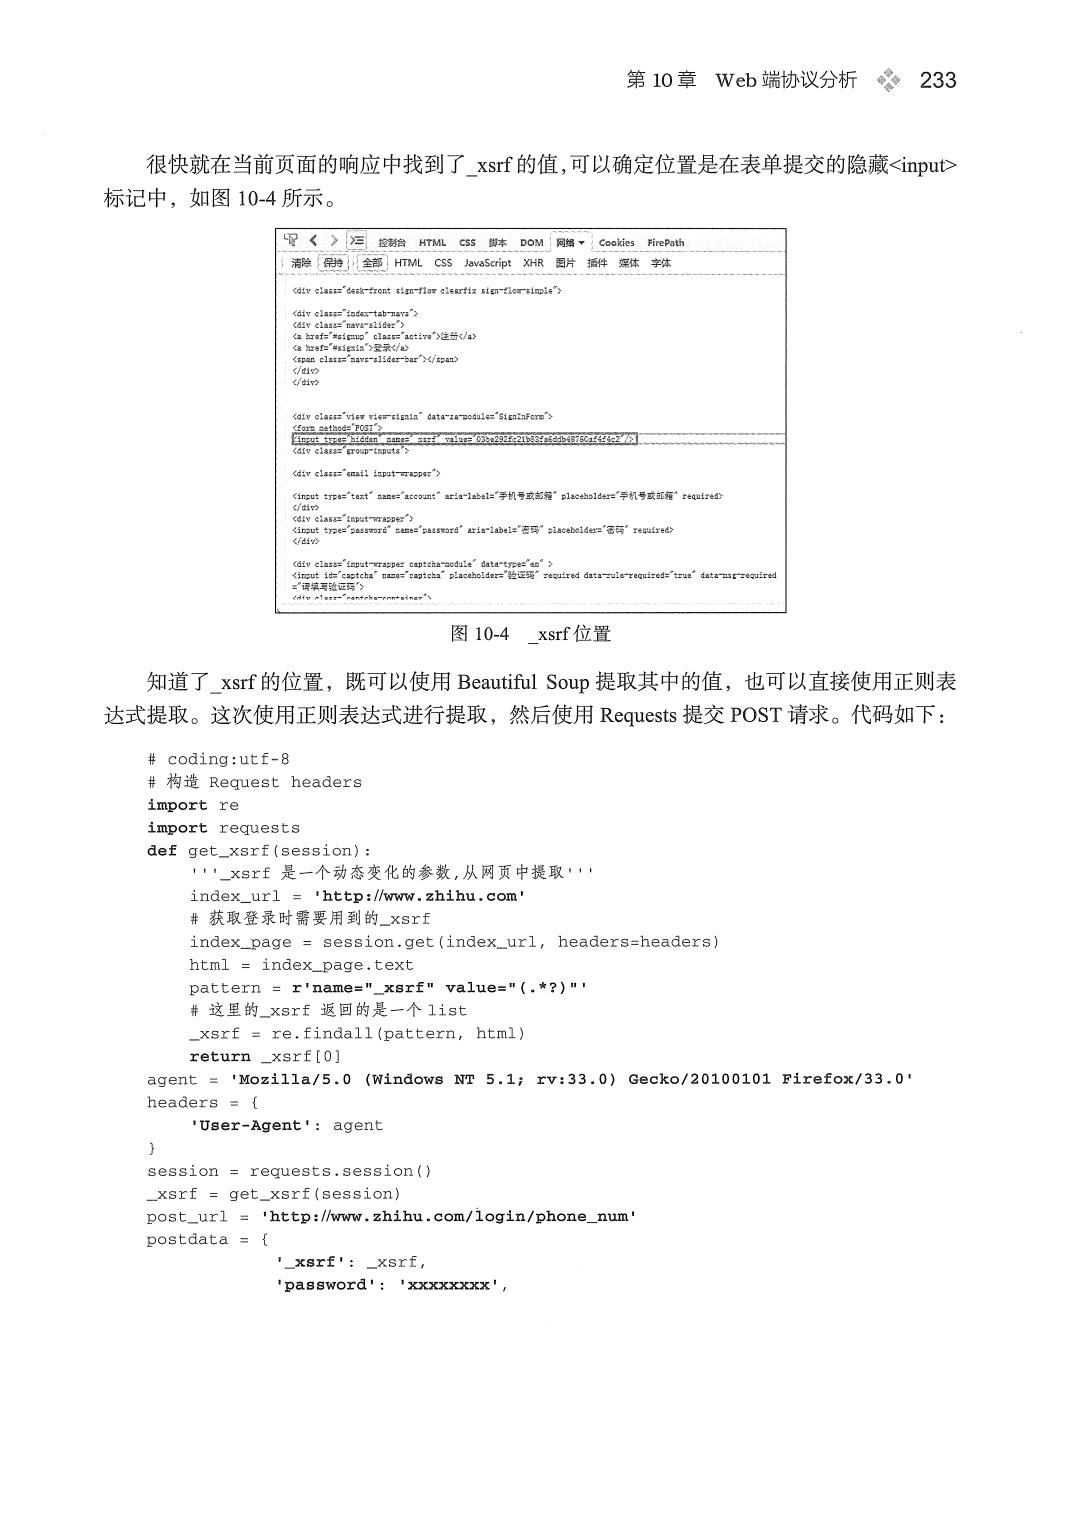 第 10 章 Web 端协议分析 233
很快就在当前页面的响应中找到了_xsrf 的值,可以确定位置是在表单提交的隐藏<input>
标记中，如图 10-4 所示。
控制台 HTML CSS 脚本 DOM 网络 Cookies FirePath
清除 保持 全部 HTML CSS JavaScript XHR 图片 插件 媒体 字体
<div class="desk-front sign-flow clearfix sign-flow-simple">
<div class="index-tab-navs">
<div class="navs-slider">
<a href="#signup" class="active">注册</a>
<a href="#signin">登录</a>
<span class="navs-slider-bar"></span>
</div>
</div>
<div class="view view-signin" data-za-module="SignInForm">
<form method="POST">
<input type="hidden" name="_xsrf" value="03be292fc21b83fa6ddb48760af4f4c2"/>
<div class="group-inputs">
<div class="email input-wrapper">
<input type="text" name="account" aria-label="手机号或邮箱" placeholder="手机号或邮箱" required>
</div>
<div class="input-wrapper">
<input type="password" name="password" aria-label="密码" placeholder="密码" required>
</div>
<div class="input-wrapper captcha-module" data-type="en" >
<input id="captcha" name="captcha" placeholder="验证码" required data-rule-required="true" data-msg-required
="请填写验证码">
<div class="captcha-container">
图 10-4 _xsrf 位置
知道了_xsrf 的位置，既可以使用 Beautiful Soup 提取其中的值，也可以直接使用正则表
达式提取。这次使用正则表达式进行提取，然后使用 Requests 提交 POST 请求。代码如下：
# coding:utf-8
# 构造 Request headers
import re
import requests
def get_xsrf(session):
'''_xsrf 是一个动态变化的参数,从网页中提取'''
index_url = 'http://www.zhihu.com'
# 获取登录时需要用到的_xsrf
index_page = session.get(index_url, headers=headers)
html = index_page.text
pattern = r'name="_xsrf" value="(.*?)"'
# 这里的_xsrf 返回的是一个 list
_xsrf = re.findall(pattern, html)
return _xsrf[0]
agent = 'Mozilla/5.0 (Windows NT 5.1; rv:33.0) Gecko/20100101 Firefox/33.0'
headers = {
'User-Agent': agent
}
session = requests.session()
_xsrf = get_xsrf(session)
post_url = 'http://www.zhihu.com/login/phone_num'
postdata = {
'_xsrf': _xsrf,
'password': 'xxxxxxxx',